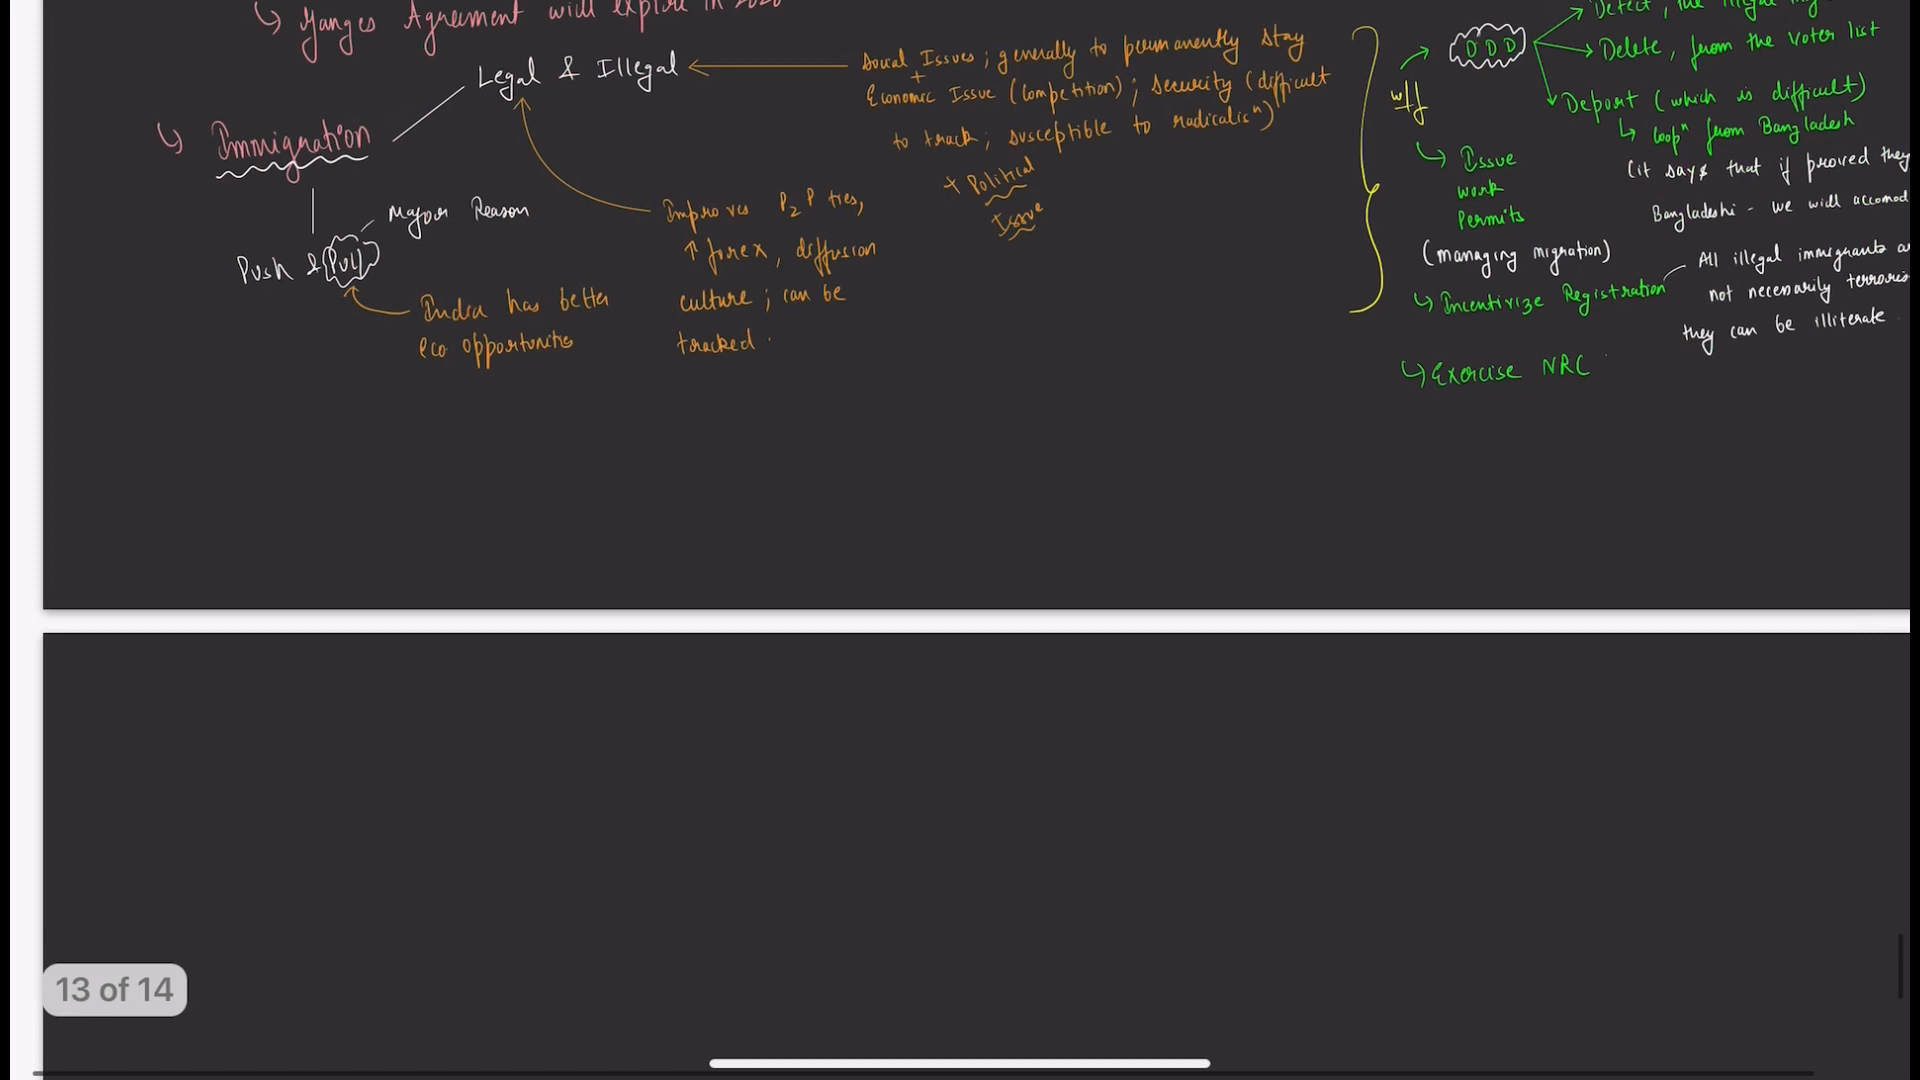 ↳ Ganges Agreement will expire in 2026
Legal & Illegal
↳ Immigration
Push & Pull
Major Reason
India has better
eco opportunities
Improves P2P ties,
↑ forex, diffusion
culture; can be
tracked.
Social Issues; generally to permanently stay
+
Economic Issue (competition); security (difficult
to track; susceptible to radicalisⁿ)
+ Political
Issue
wff
DDD
Detect, the illegal
Delete, from the voter list
Deport (which is difficult)
↳ coopⁿ from Bangladesh
(it says that if proved they
Bangladeshi - we will accomod
↳ Issue
work
Permits
(managing migration)
↳ Incentivize Registration
All illegal immigrants a
not necessarily terroris
they can be illiterate.
↳ Exercise NRC
13 of 14